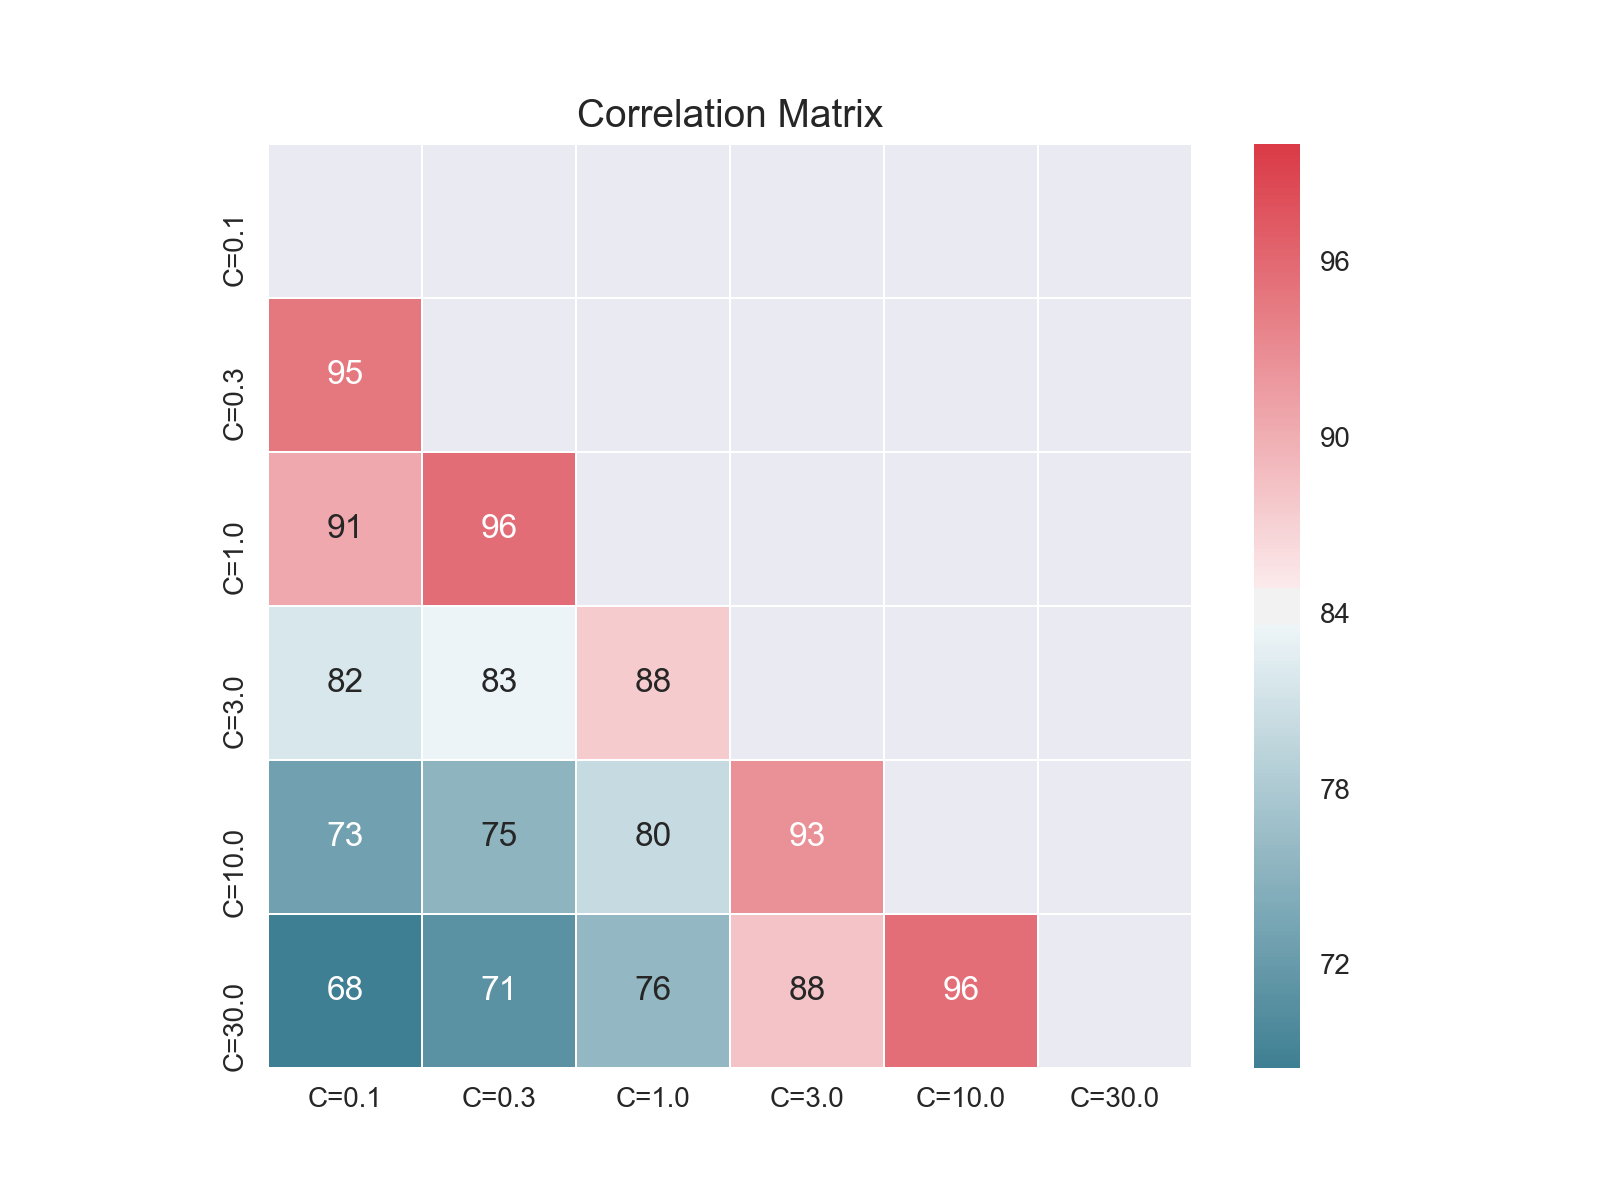 Correlation Matrix
C=0.1
C=0.3
95
C=1.0
91 96
C=3.0
82 83 88
C=10.0
73 75 80 93
C=30.0
68 71 76 88 96
C=0.1 C=0.3 C=1.0 C=3.0 C=10.0 C=30.0
96
90
84
78
72